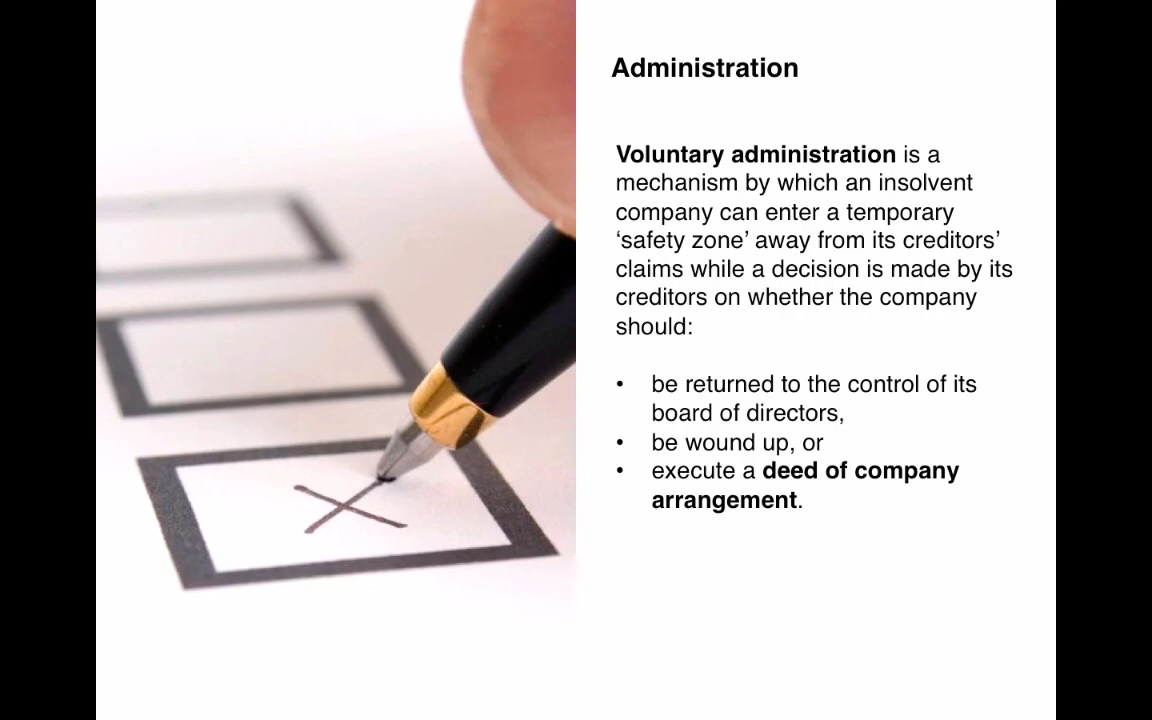 Administration
Voluntary administration is a
mechanism by which an insolvent
company can enter a temporary
‘safety zone’ away from its creditors’
claims while a decision is made by its
creditors on whether the company
should:
• be returned to the control of its
board of directors,
• be wound up, or
• execute a deed of company
arrangement.